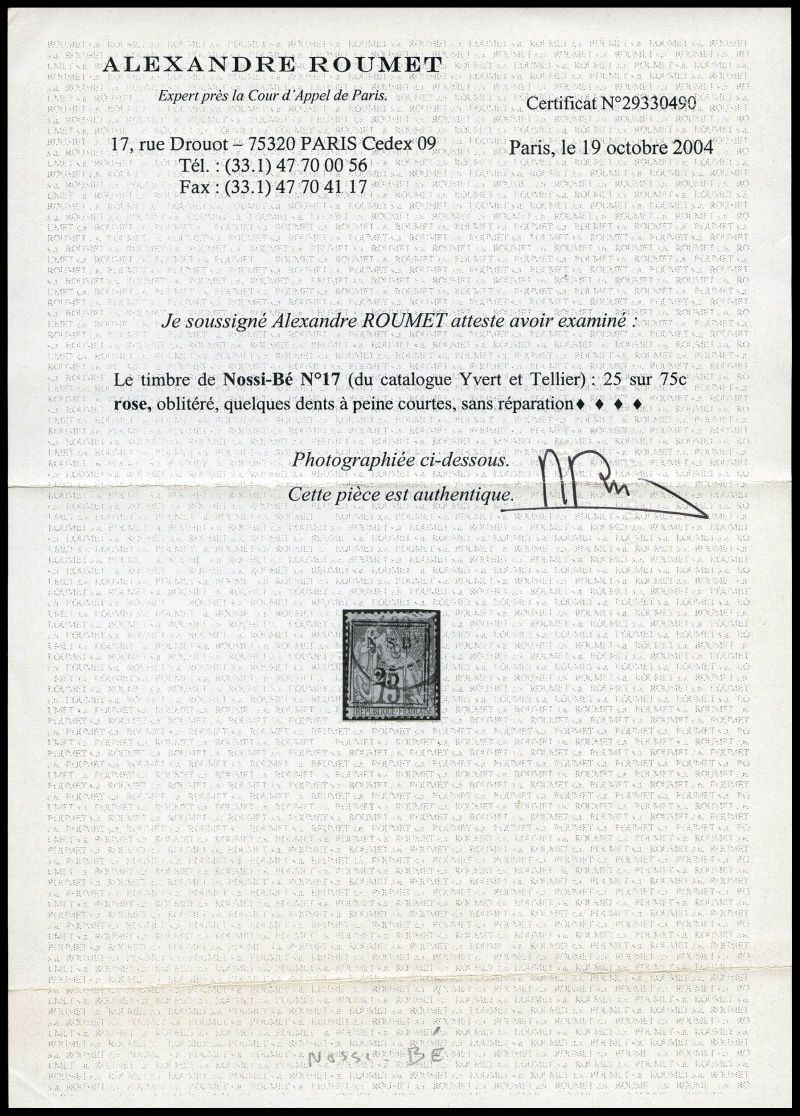 ALEXANDRE ROUMET
Expert près la Cour d'Appel de Paris.
Certificat N°29330490
17, rue Drouot – 75320 PARIS Cedex 09
Paris, le 19 octobre 2004
Tél. : (33.1) 47 70 00 56
Fax : (33.1) 47 70 41 17
Je soussigné Alexandre ROUMET atteste avoir examiné :
Le timbre de Nossi-Bé N°17 (du catalogue Yvert et Tellier) : 25 sur 75c
rose, oblitéré, quelques dents à peine courtes, sans réparation♦ ♦ ♦ ♦
Photographiée ci-dessous.
Cette pièce est authentique.
N S B
25
75
NOSSI - BÉ